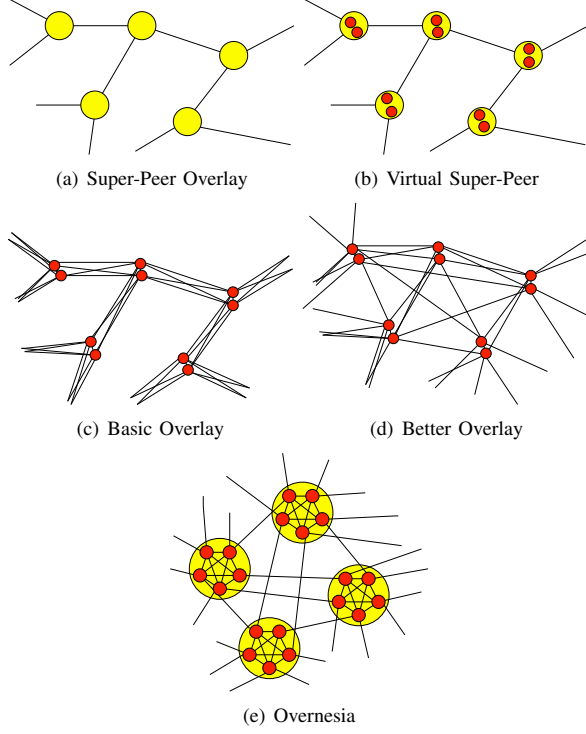 (a) Super-Peer Overlay
(b) Virtual Super-Peer
(c) Basic Overlay
(d) Better Overlay
(e) Overnesia